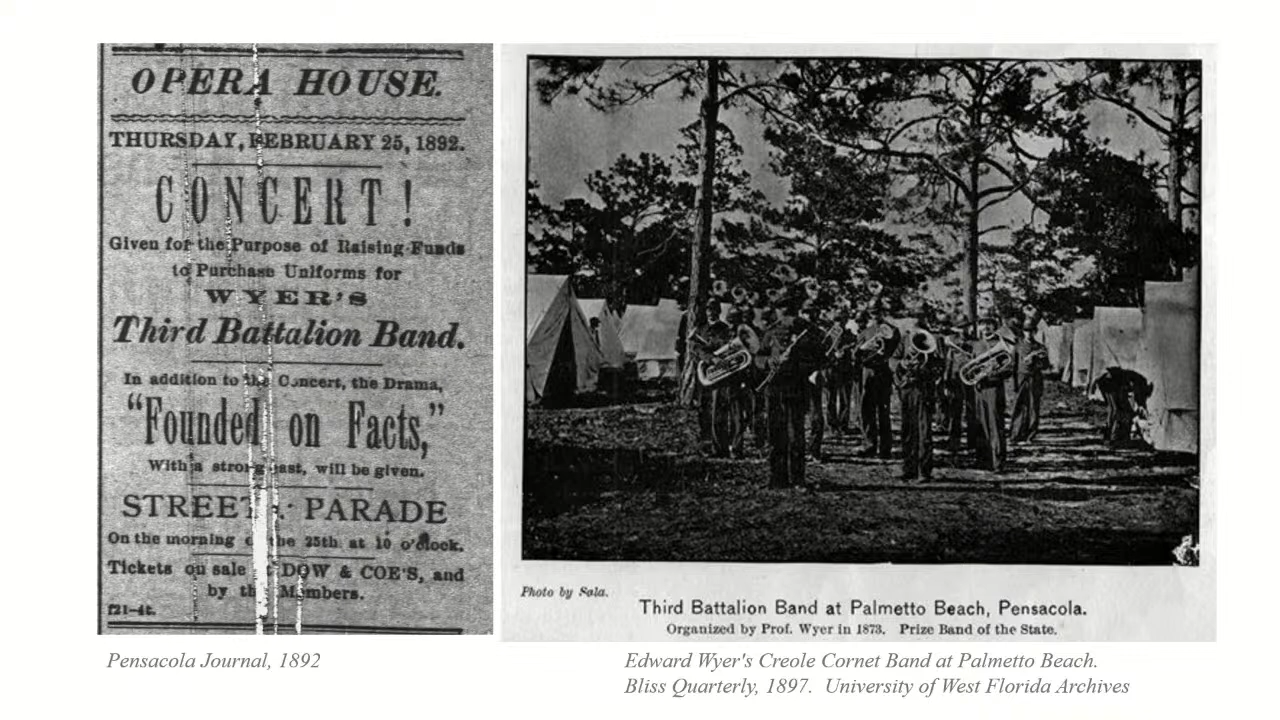 OPERA HOUSE.
THURSDAY, FEBRUARY 25, 1892.
CONCERT!
Given for the Purpose of Raising Funds
to Purchase Uniforms for
WYER'S
Third Battalion Band.
In addition to the Concert, the Drama,
"Founded on Facts,"
With a strong cast, will be given.
STREET PARADE
On the morning of the 25th at 10 o'clock.
Tickets on sale at DOW & COE'S, and
by the Members.
f21-4t.
Pensacola Journal, 1892
Photo by Sala.
Third Battalion Band at Palmetto Beach, Pensacola.
Organized by Prof. Wyer in 1873. Prize Band of the State.
Edward Wyer's Creole Cornet Band at Palmetto Beach.
Bliss Quarterly, 1897. University of West Florida Archives